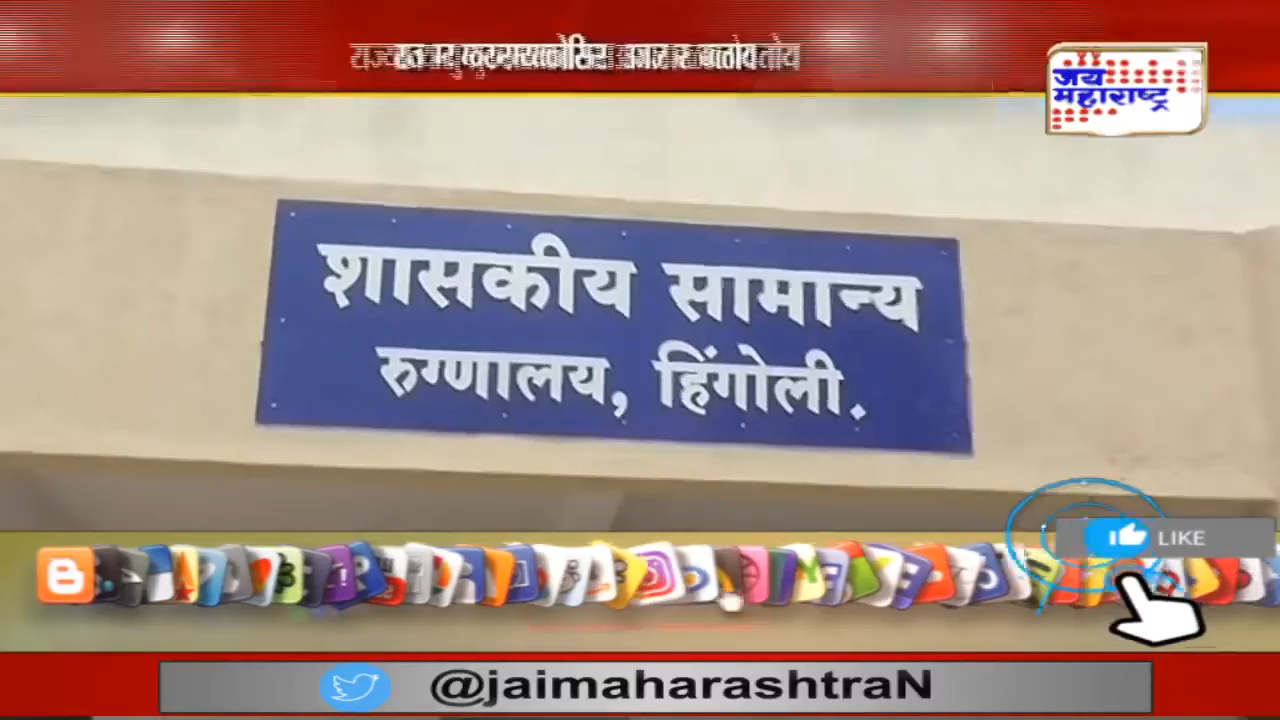 जय
महाराष्ट्र
शासकीय सामान्य
रुग्णालय, हिंगोली.
LIKE
@jaimaharashtraN